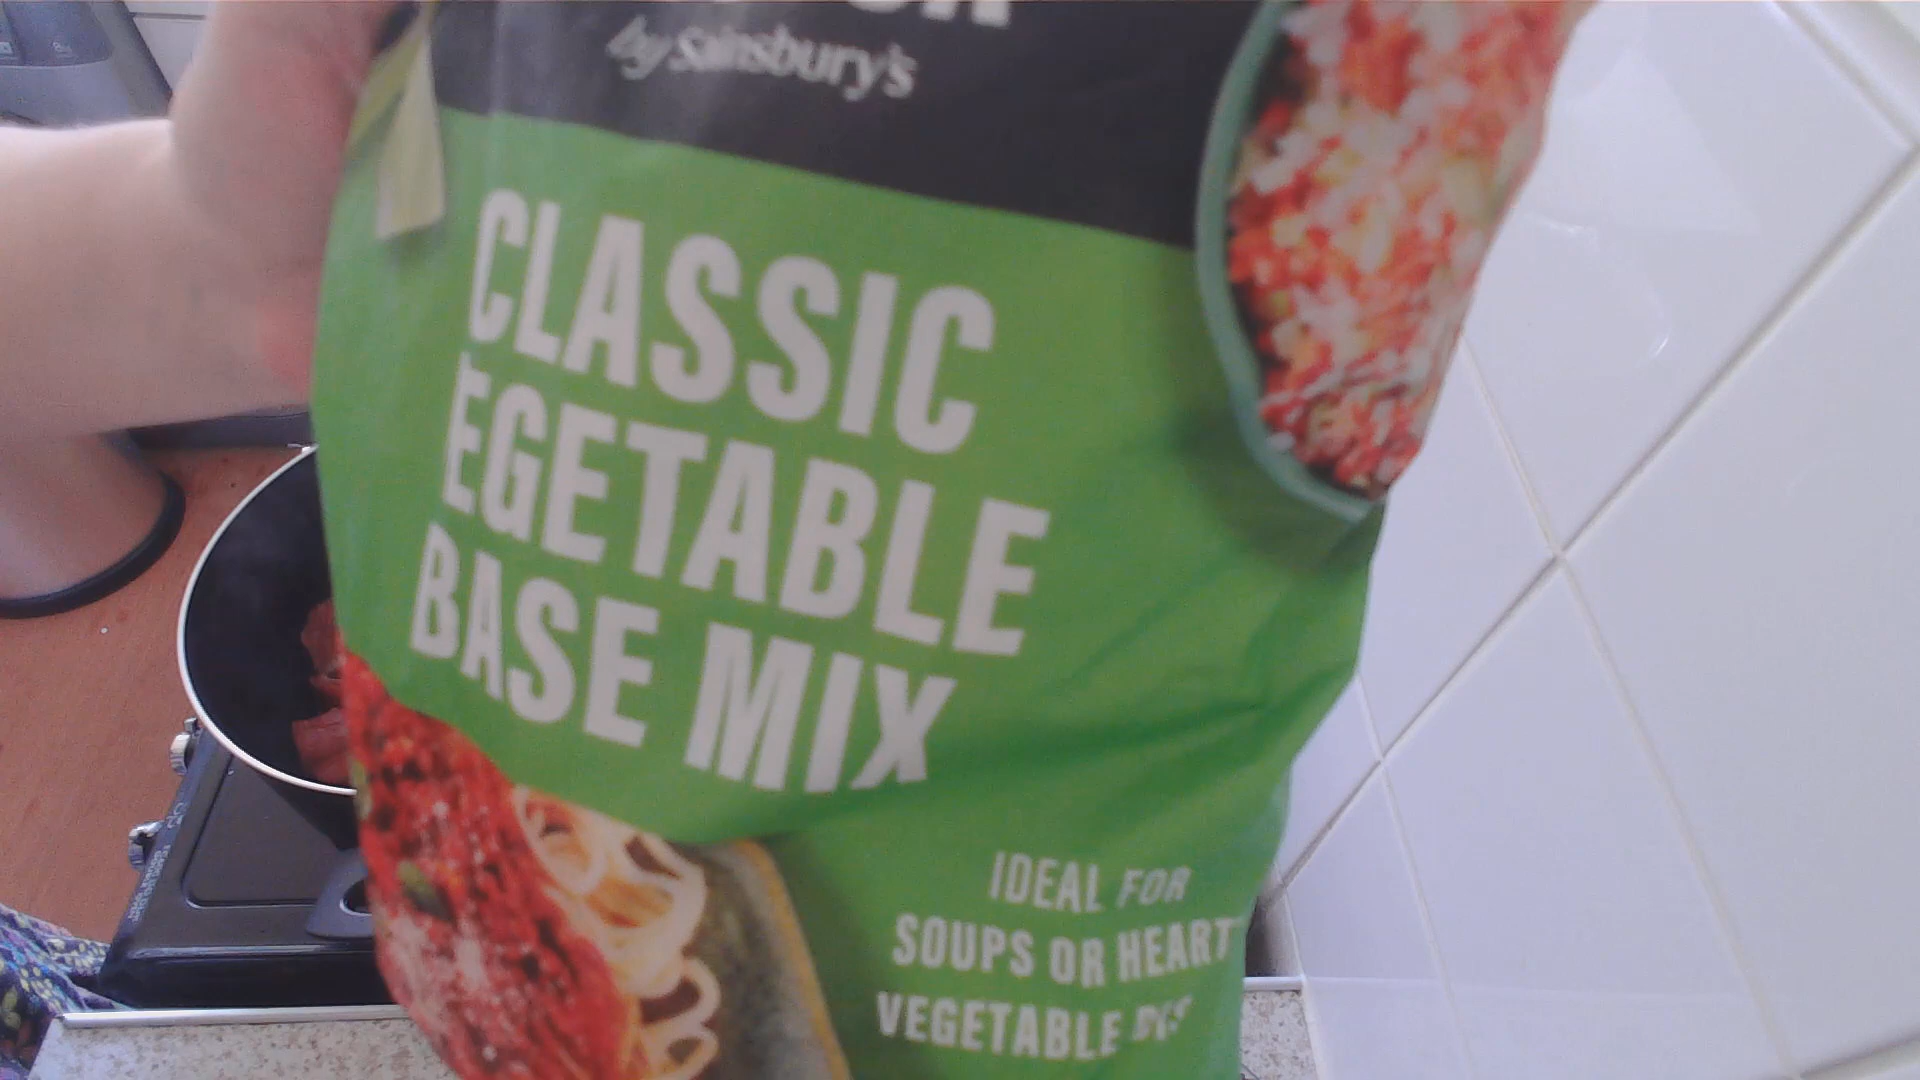 by Sainsbury's
CLASSIC
EGETABLE
BASE MIX
IDEAL FOR
SOUPS OR HEART
VEGETABLE